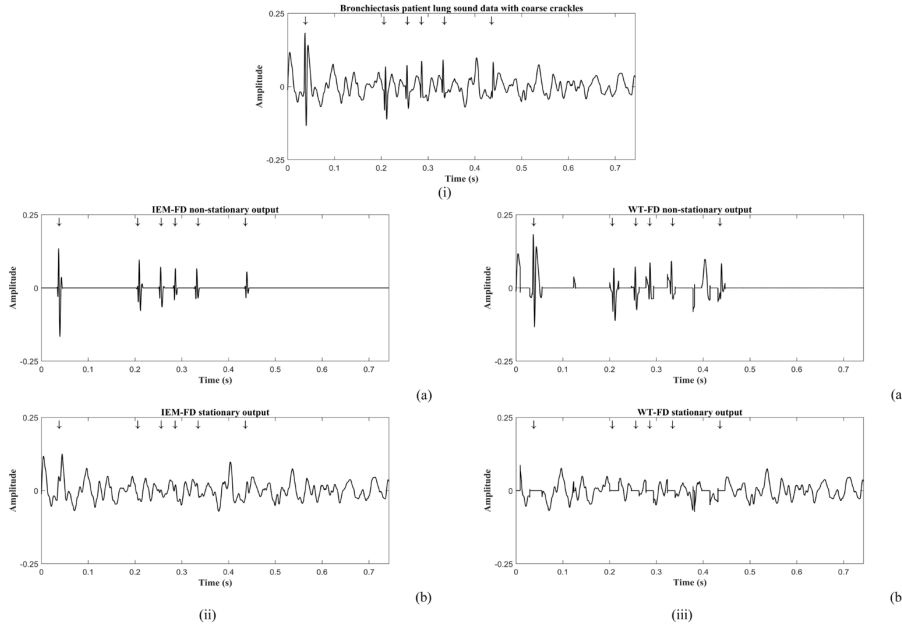 Bronchiectasis patient lung sound data with coarse crackles
↓ ↓ ↓ ↓ ↓ ↓
0.25
0
-0.25
Amplitude
0 0.1 0.2 0.3 0.4 0.5 0.6 0.7
Time (s)
(i)
IEM-FD non-stationary output
↓ ↓ ↓ ↓ ↓ ↓
0.25
0
-0.25
Amplitude
0 0.1 0.2 0.3 0.4 0.5 0.6 0.7
Time (s)
(a)
WT-FD non-stationary output
↓ ↓ ↓ ↓ ↓ ↓
0.25
0
-0.25
Amplitude
0 0.1 0.2 0.3 0.4 0.5 0.6 0.7
Time (s)
(a
IEM-FD stationary output
↓ ↓ ↓ ↓ ↓ ↓
0.25
0
-0.25
Amplitude
0 0.1 0.2 0.3 0.4 0.5 0.6 0.7
Time (s)
(b)
(ii)
WT-FD stationary output
↓ ↓ ↓ ↓ ↓ ↓
0.25
0
-0.25
Amplitude
0 0.1 0.2 0.3 0.4 0.5 0.6 0.7
Time (s)
(b
(iii)